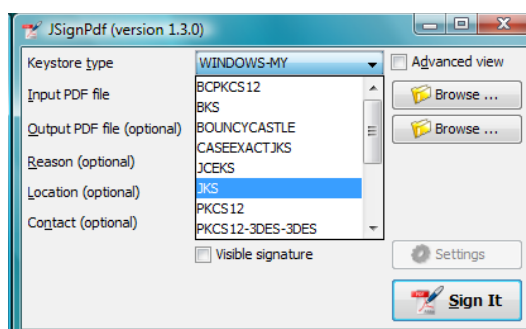 JSignPdf (version 1.3.0)
Keystore type WINDOWS-MY Advanced view
Input PDF file Browse ...
Output PDF file (optional) Browse ...
Reason (optional)
Location (optional)
Contact (optional)
BCPKCS12
BKS
BOUNCYCASTLE
CASEEXACTJKS
JCEKS
JKS
PKCS12
PKCS12-3DES-3DES
Visible signature Settings
Sign It